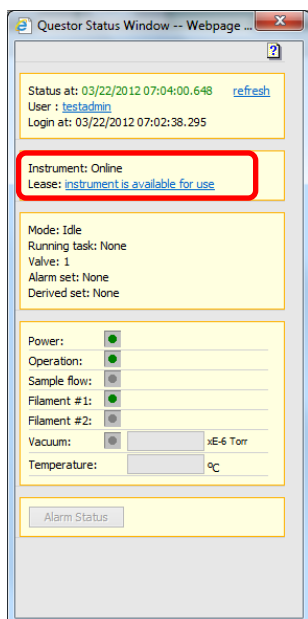 Questor Status Window -- Webpage ...
Status at: 03/22/2012 07:04:00.648 refresh
User : testadmin
Login at: 03/22/2012 07:02:38.295
Instrument: Online
Lease: instrument is available for use
Mode: Idle
Running task: None
Valve: 1
Alarm set: None
Derived set: None
Power:
Operation:
Sample flow:
Filament #1:
Filament #2:
Vacuum: xE-6 Torr
Temperature: ºC
Alarm Status